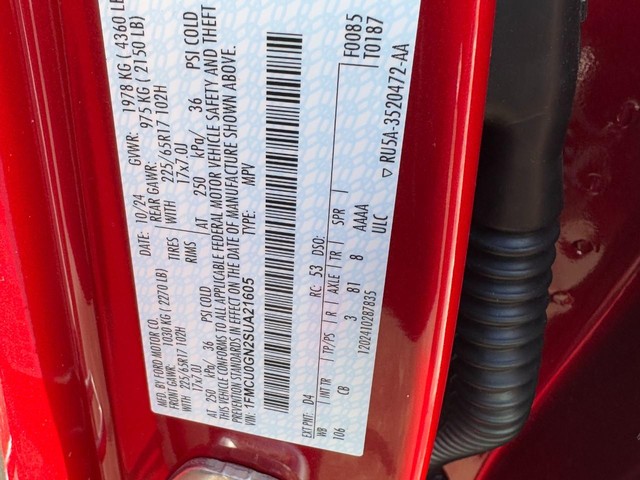 MFD. BY FORD MOTOR CO.
DATE: 10/24 GVWR: 1978 KG ( 4360 LB
FRONT GAWR: 1030 KG ( 2270 LB) REAR GAWR: 975 KG ( 2150 LB)
225/65R17 102H TIRES WITH 225/65R17 102H
17x7.0J RIMS 17x7.0J
AT 250 kPa/ 36 PSI COLD AT 250 kPa/ 36 PSI COLD
THIS VEHICLE CONFORMS TO ALL APPLICABLE FEDERAL MOTOR VEHICLE SAFETY AND THEFT
PREVENTION STANDARDS IN EFFECT ON THE DATE OF MANUFACTURE SHOWN ABOVE.
VIN: 1FMCU0GN2SUA21605 TYPE: MPV
F0085
T0187
EXT PNT: D4 RC: 53 DSO:
WB INT TR TP/PS R AXLE TR SPR
106 CB 3 81 8 AAAA
ULC
1202410287835
▽ RU5A-3520472-AA